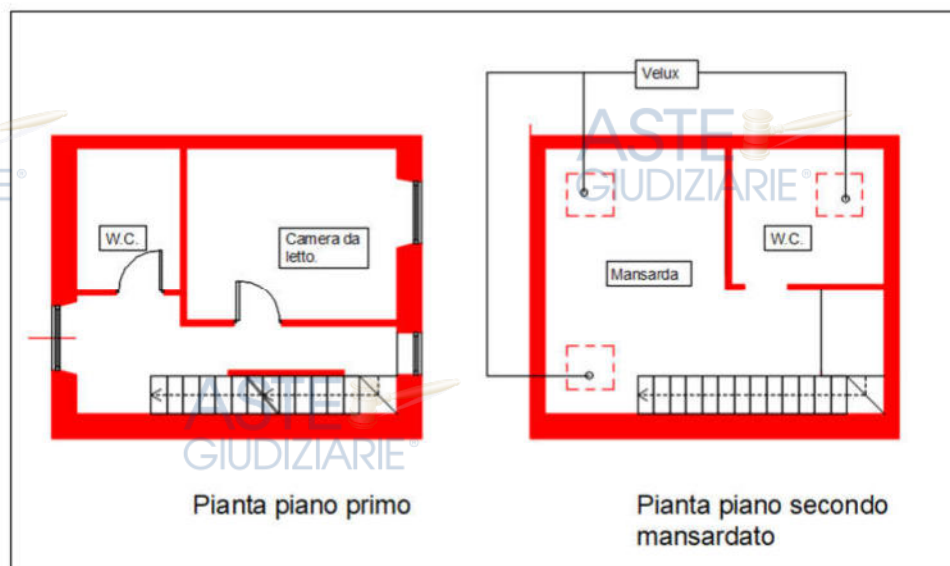 Velux
ASTE
GIUDIZIARIE®
E®
W.C.
Camera da
letto.
Mansarda
W.C.
ASTE
GIUDIZIARIE®
Pianta piano primo
Pianta piano secondo
mansardato